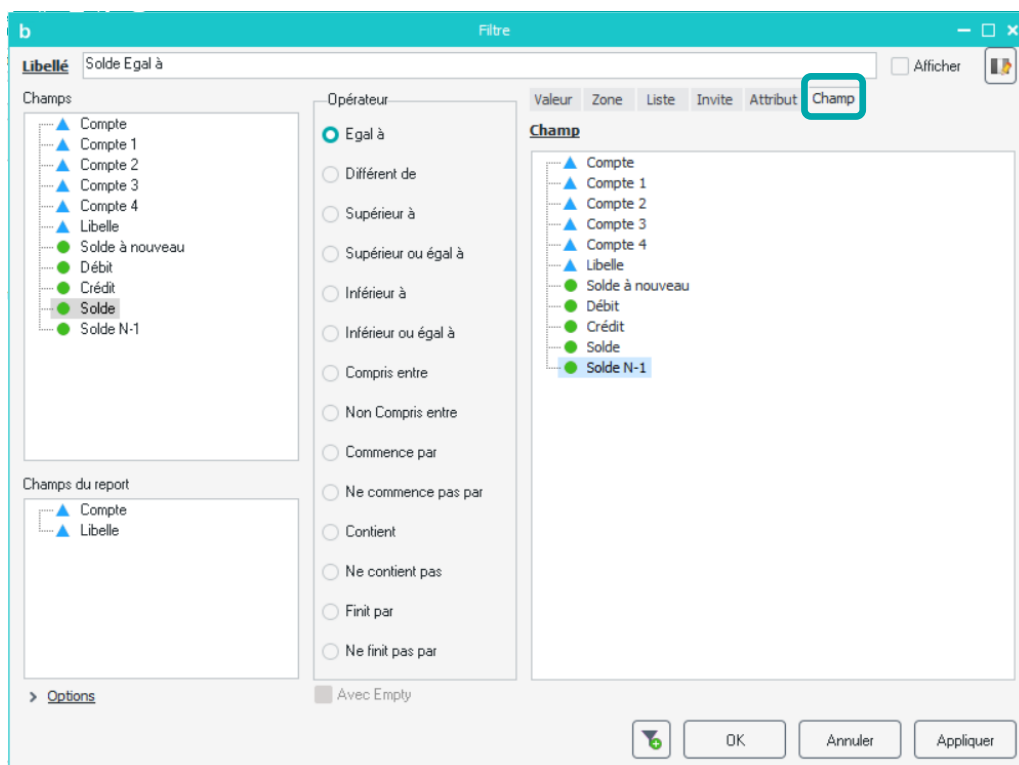 b
Filtre
Libellé
Solde Egal à
Afficher
Champs
Compte
Compte 1
Compte 2
Compte 3
Compte 4
Libelle
Solde à nouveau
Débit
Crédit
Solde
Solde N-1
Champs du report
Compte
Libelle
Options
Opérateur
Egal à
Différent de
Supérieur à
Supérieur ou égal à
Inférieur à
Inférieur ou égal à
Compris entre
Non Compris entre
Commence par
Ne commence pas par
Contient
Ne contient pas
Finit par
Ne finit pas par
Avec Empty
Valeur Zone Liste Invite Attribut Champ
Champ
Compte
Compte 1
Compte 2
Compte 3
Compte 4
Libelle
Solde à nouveau
Débit
Crédit
Solde
Solde N-1
OK Annuler Appliquer